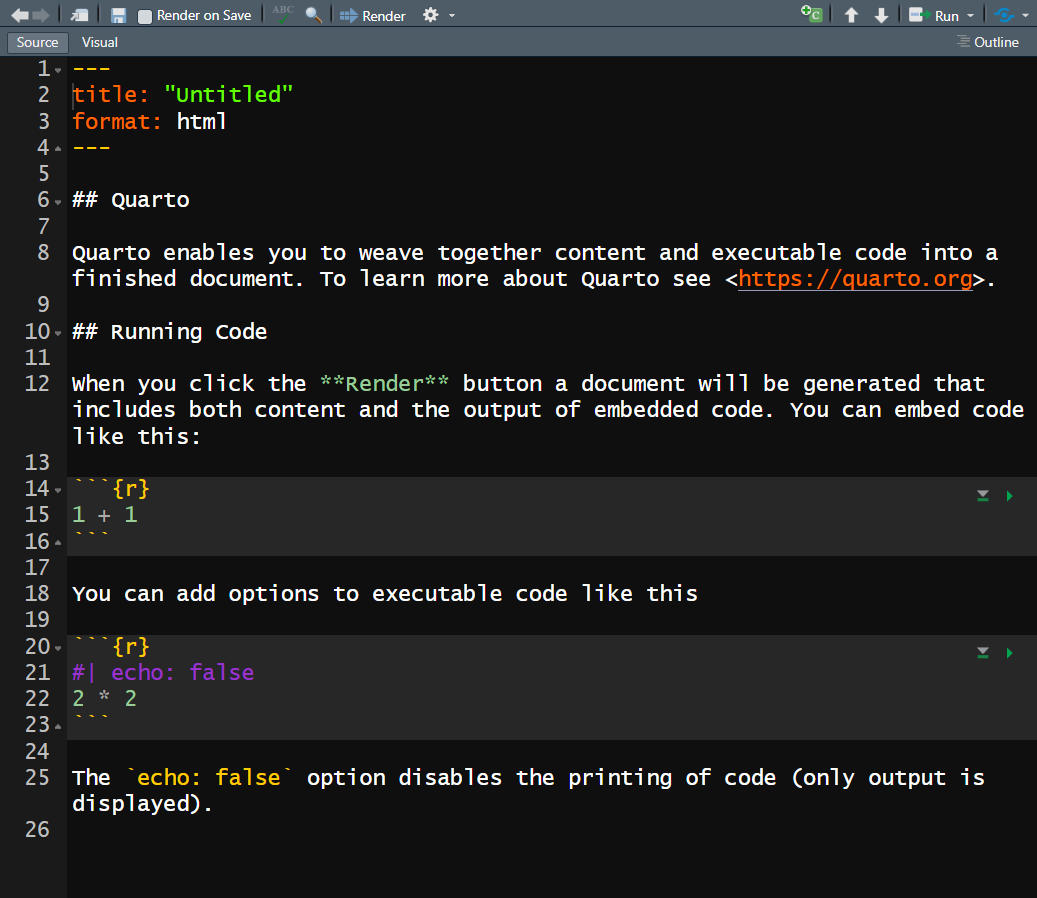 Render on Save ABC Render C Run
Source Visual Outline
1 ---
2 title: "Untitled"
3 format: html
4 ---
5
6 ## Quarto
7
8 Quarto enables you to weave together content and executable code into a
finished document. To learn more about Quarto see <https://quarto.org>.
9
10 ## Running Code
11
12 When you click the **Render** button a document will be generated that
includes both content and the output of embedded code. You can embed code
like this:
13
14 ```{r}
15 1 + 1
16 ```
17
18 You can add options to executable code like this
19
20 ```{r}
21 #| echo: false
22 2 * 2
23 ```
24
25 The `echo: false` option disables the printing of code (only output is
displayed).
26